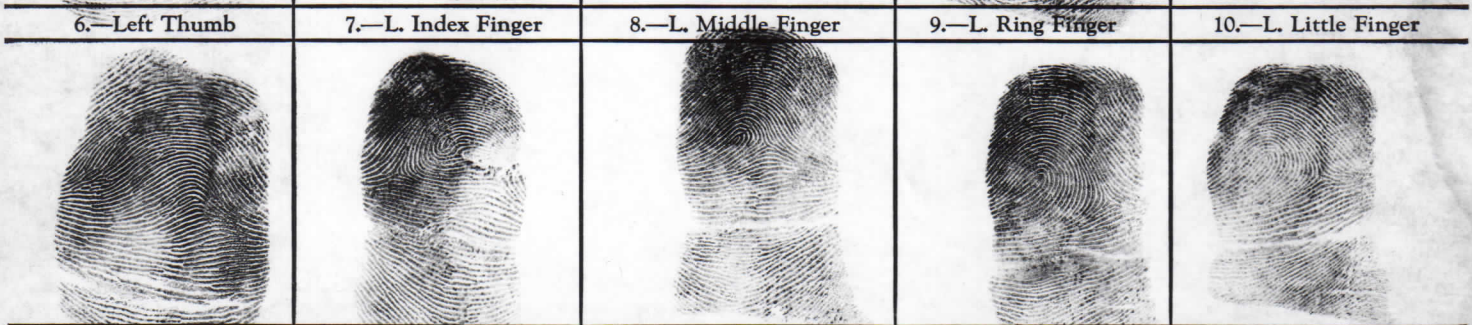 6.—Left Thumb 7.—L. Index Finger 8.—L. Middle Finger 9.—L. Ring Finger 10.—L. Little Finger